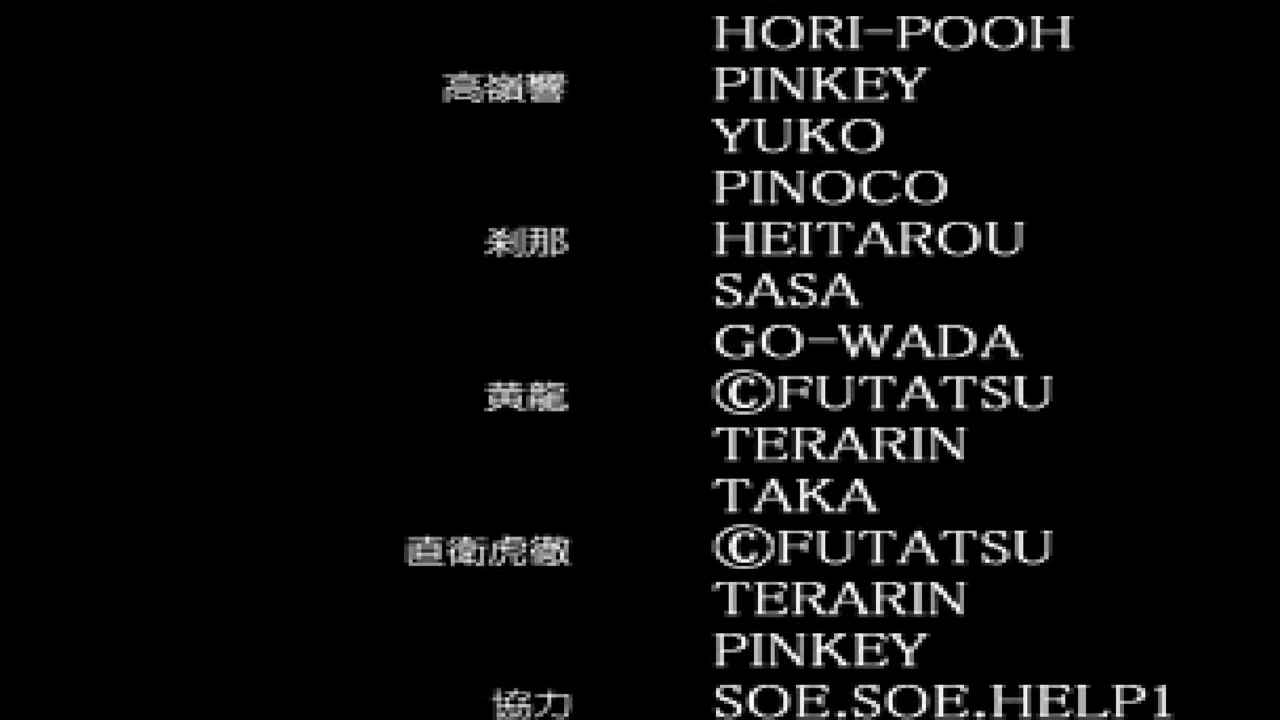 HORI-POOH
高嶺響 PINKEY
YUKO
PINOCO
刹那 HEITAROU
SASA
GO-WADA
黄龍 ©FUTATSU
TERARIN
TAKA
直衛虎徹 ©FUTATSU
TERARIN
PINKEY
協力 SOE.SOE.HELP1